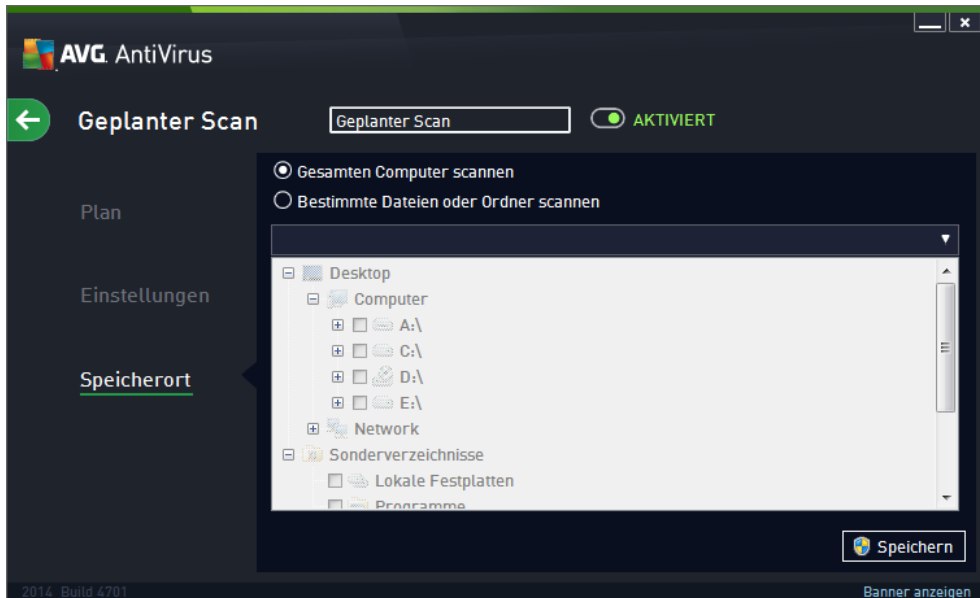 AVG. AntiVirus
Geplanter Scan
Geplanter Scan
AKTIVIERT
Plan
Einstellungen
Speicherort
Gesamten Computer scannen
Bestimmte Dateien oder Ordner scannen
Desktop
Computer
A:\
C:\
D:\
E:\
Network
Sonderverzeichnisse
Lokale Festplatten
Programme
Speichern
2014 Build 4701
Banner anzeigen